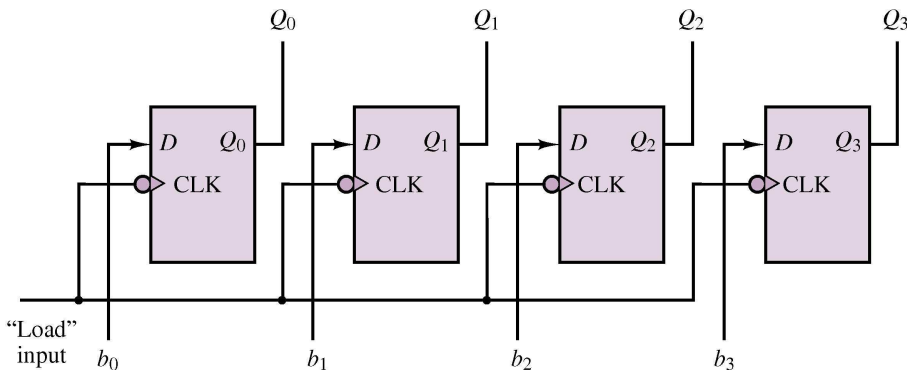 Q0 Q1 Q2 Q3
D Q0 D Q1 D Q2 D Q3
CLK CLK CLK CLK
“Load”
input b0 b1 b2 b3